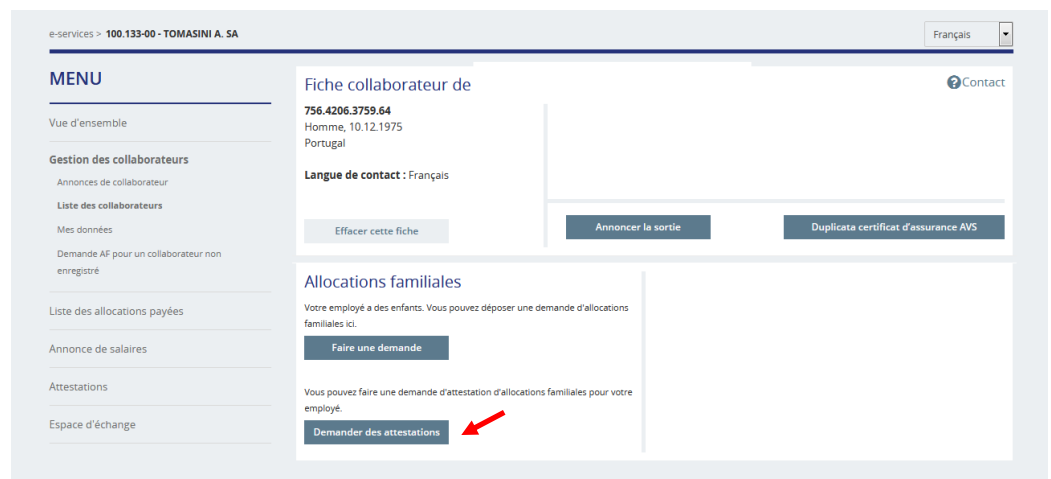 e-services > 100.133-00 - TOMASINI A. SA
Français
MENU
Vue d'ensemble
Gestion des collaborateurs
Annonces de collaborateur
Liste des collaborateurs
Mes données
Demande AF pour un collaborateur non
enregistré
Liste des allocations payées
Annonce de salaires
Attestations
Espace d'échange
Fiche collaborateur de
Contact
756.4206.3759.64
Homme, 10.12.1975
Portugal
Langue de contact : Français
Effacer cette fiche
Annoncer la sortie
Duplicata certificat d'assurance AVS
Allocations familiales
Votre employé a des enfants. Vous pouvez déposer une demande d'allocations
familiales ici.
Faire une demande
Vous pouvez faire une demande d'attestation d'allocations familiales pour votre
employé.
Demander des attestations